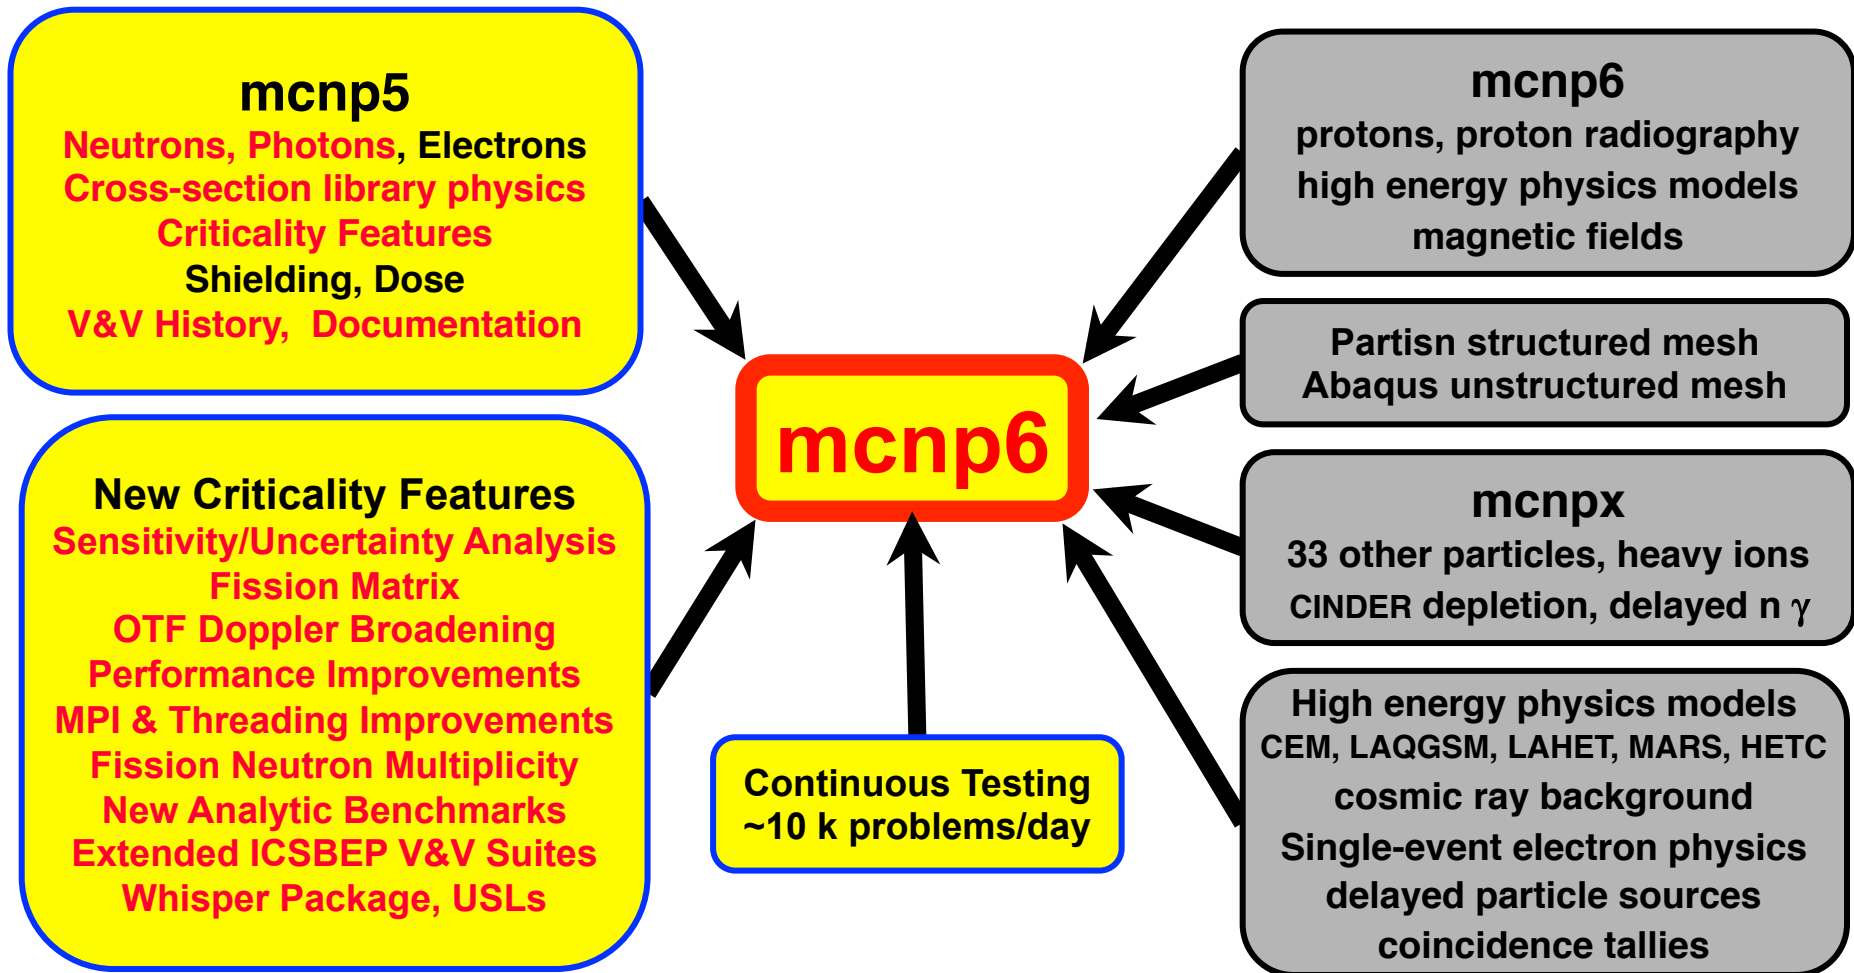 mcnp5
Neutrons, Photons, Electrons
Cross-section library physics
Criticality Features
Shielding, Dose
V&V History, Documentation
New Criticality Features
Sensitivity/Uncertainty Analysis
Fission Matrix
OTF Doppler Broadening
Performance Improvements
MPI & Threading Improvements
Fission Neutron Multiplicity
New Analytic Benchmarks
Extended ICSBEP V&V Suites
Whisper Package, USLs
mcnp6
Continuous Testing
~10 k problems/day
mcnp6
protons, proton radiography
high energy physics models
magnetic fields
Partisn structured mesh
Abaqus unstructured mesh
mcnpx
33 other particles, heavy ions
CINDER depletion, delayed n γ
High energy physics models
CEM, LAQGSM, LAHET, MARS, HETC
cosmic ray background
Single-event electron physics
delayed particle sources
coincidence tallies